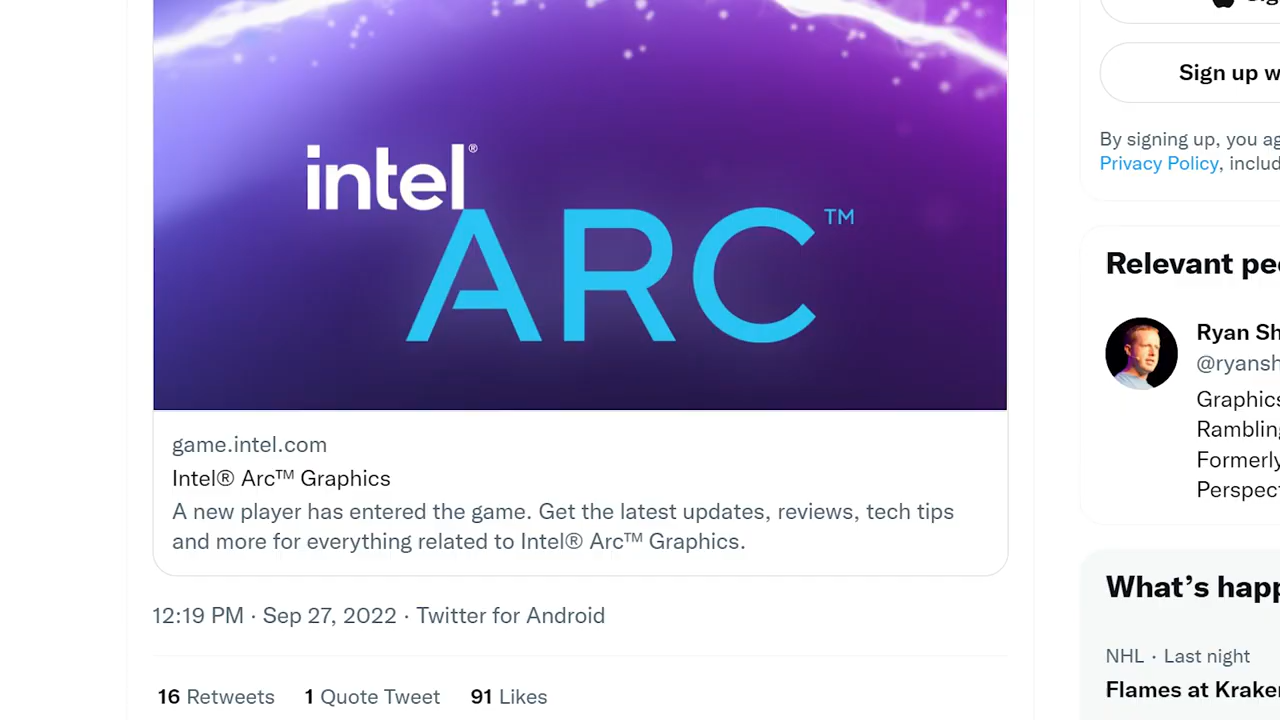 intel®
ARC™
game.intel.com
Intel® Arc™ Graphics
A new player has entered the game. Get the latest updates, reviews, tech tips
and more for everything related to Intel® Arc™ Graphics.
12:19 PM · Sep 27, 2022 · Twitter for Android
16 Retweets 1 Quote Tweet 91 Likes
Sign up w
By signing up, you ag
Privacy Policy, includ
Relevant pe
Ryan Sh
@ryansh
Graphics
Rambling
Formerly
Perspect
What's hap
NHL · Last night
Flames at Kraken